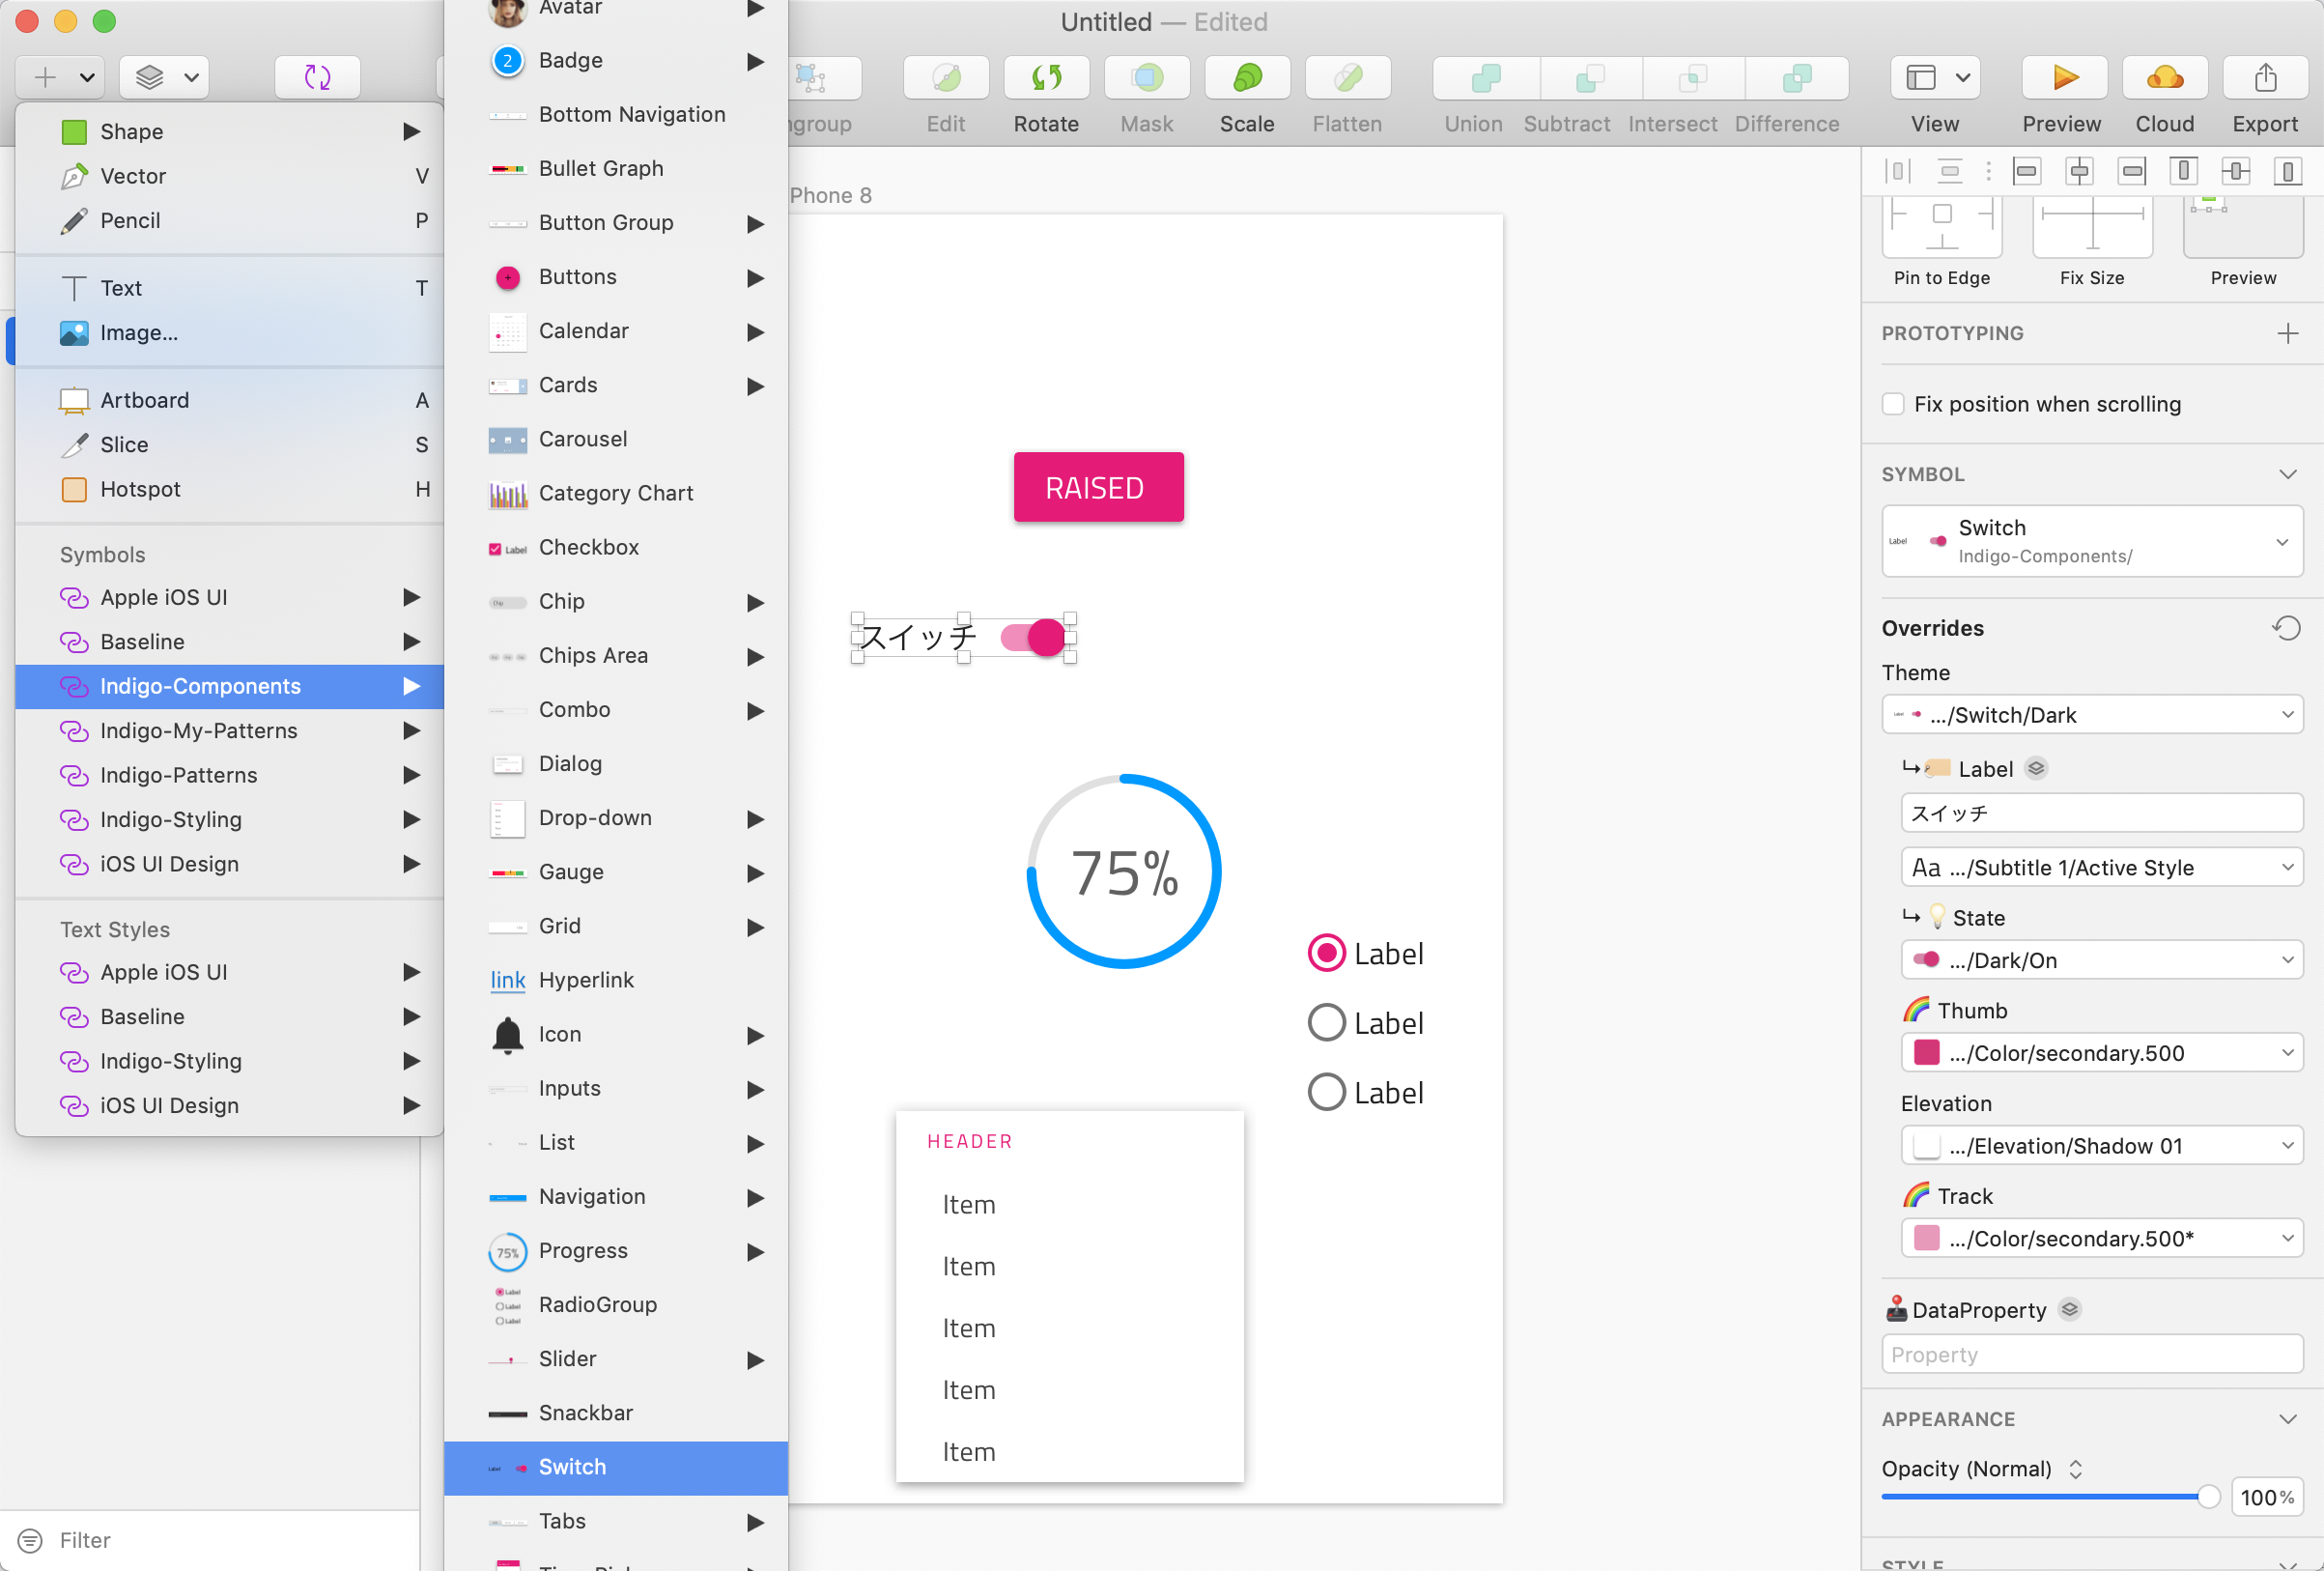 Untitled — Edited
Edit
Rotate
Mask
Scale
Flatten
Union
Subtract
Intersect
Difference
View
Preview
Cloud
Export
Shape
Vector V
Pencil P
Text T
Image...
Artboard A
Slice S
Hotspot H
Symbols
Apple iOS UI
Baseline
Indigo-Components
Indigo-My-Patterns
Indigo-Patterns
Indigo-Styling
iOS UI Design
Text Styles
Apple iOS UI
Baseline
Indigo-Styling
iOS UI Design
Filter
Avatar
2 Badge
Bottom Navigation
Bullet Graph
Button Group
Buttons
Calendar
Cards
Carousel
Category Chart
Label Checkbox
Chip Chip
Chips Area
Combo
Dialog
Drop-down
Gauge
Grid
link Hyperlink
Icon
Inputs
List
Navigation
75% Progress
Label
Label RadioGroup
Label
Slider
Snackbar
Label Switch
Tabs
Phone 8
RAISED
スイッチ
75%
Label
Label
Label
HEADER
Item
Item
Item
Item
Item
Pin to Edge
Fix Size
Preview
PROTOTYPING
Fix position when scrolling
SYMBOL
Label Switch
Indigo-Components/
Overrides
Theme
.../Switch/Dark
Label
スイッチ
Aa .../Subtitle 1/Active Style
State
.../Dark/On
Thumb
.../Color/secondary.500
Elevation
.../Elevation/Shadow 01
Track
.../Color/secondary.500*
DataProperty
Property
APPEARANCE
Opacity (Normal)
100%
STYLE